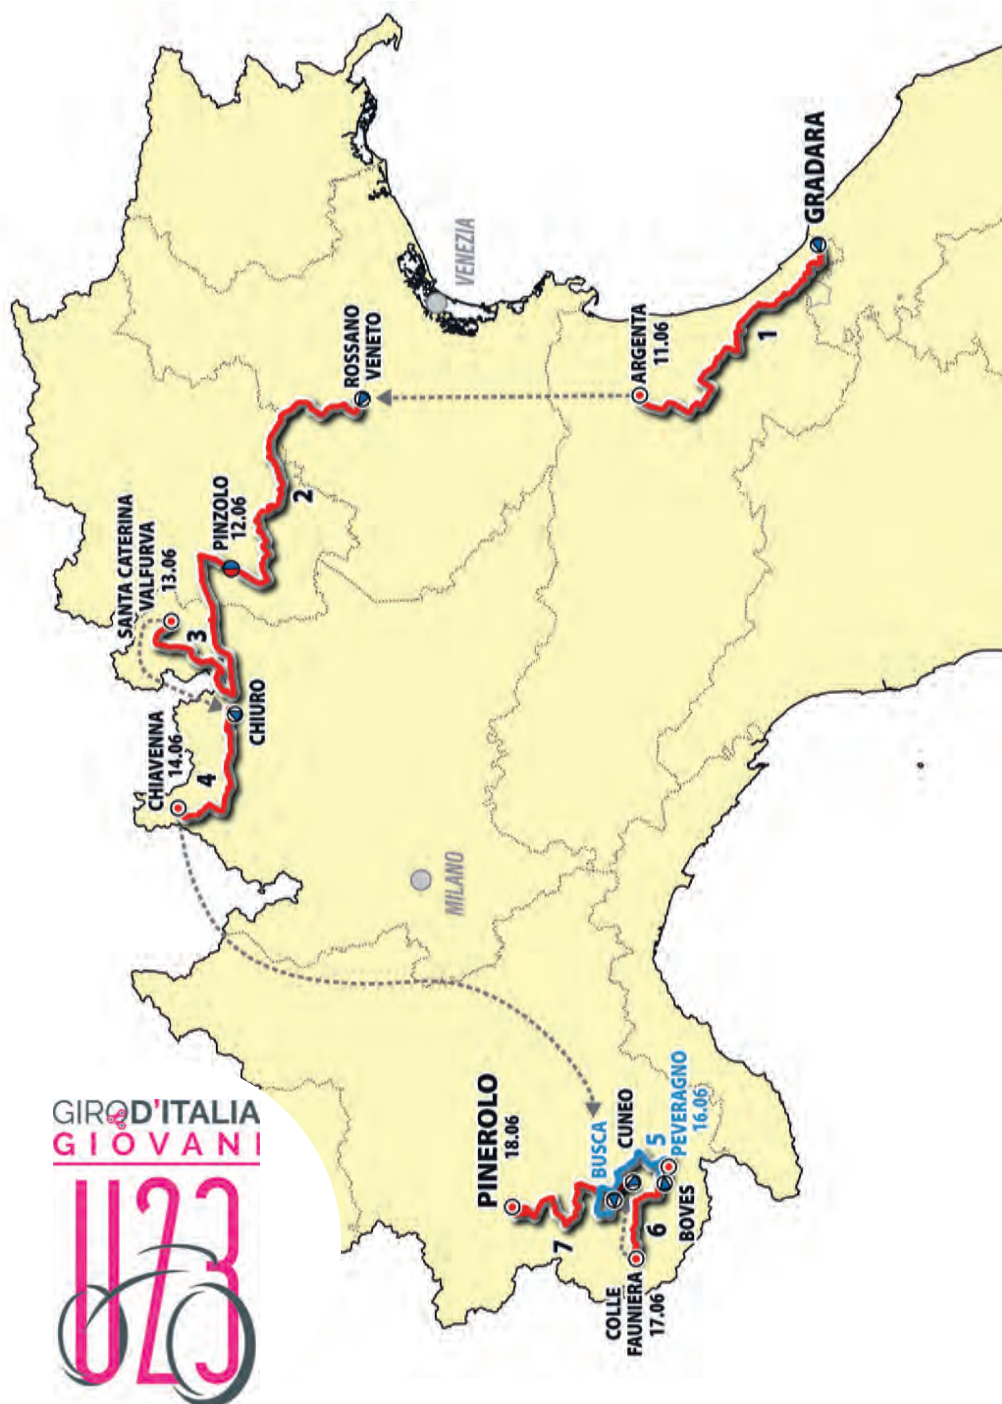 GIROD'ITALIA
GIOVANI
U23
GRADARA
1
ARGENTA
11.06
VENEZIA
ROSSANO
VENETO
2
PINZOLO
12.06
SANTA CATERINA
VALFURVA
13.06
3
CHIURO
CHIAVENNA
14.06
4
MILANO
BUSCA
CUNEO
5
PEVERAGNO
16.06
BOVES
6
COLLE
FAUNIERA
17.06
7
PINEROLO
18.06